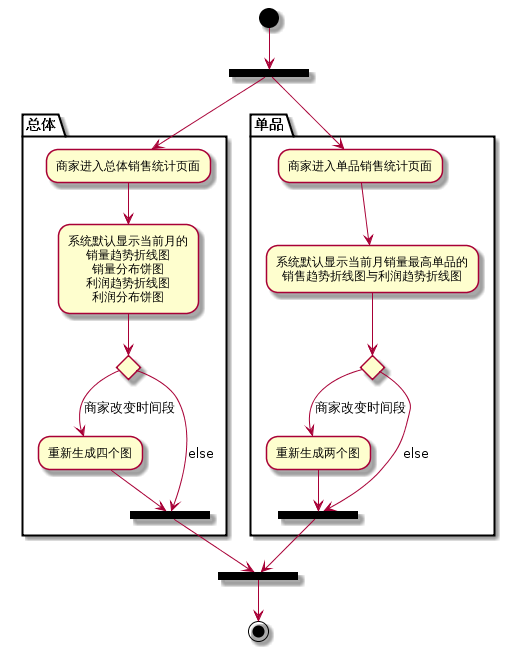 总体
商家进入总体销售统计页面
系统默认显示当前月的
销量趋势折线图
销量分布饼图
利润趋势折线图
利润分布饼图
商家改变时间段
重新生成四个图
else
单品
商家进入单品销售统计页面
系统默认显示当前月销量最高单品的
销售趋势折线图与利润趋势折线图
商家改变时间段
重新生成两个图
else